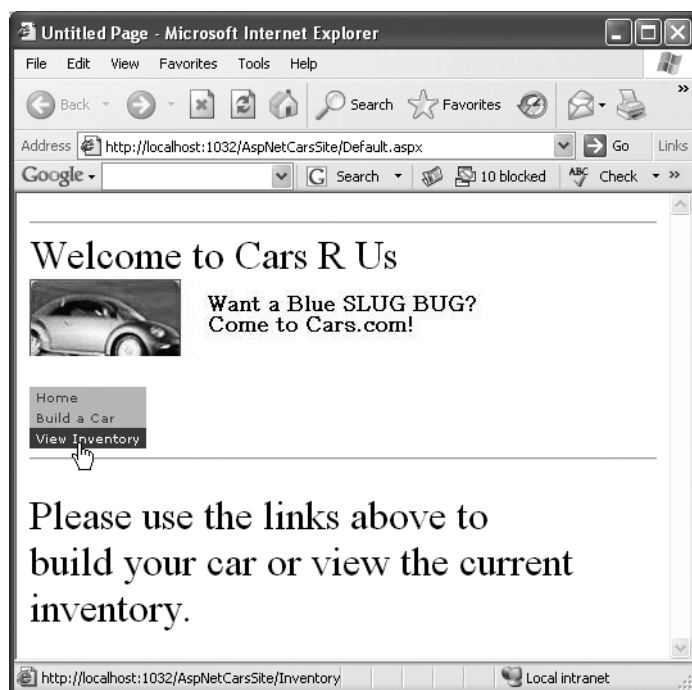 Untitled Page - Microsoft Internet Explorer
File Edit View Favorites Tools Help
Back Search Favorites »
Address http://localhost:1032/AspNetCarsSite/Default.aspx Go Links
Google Search 10 blocked ABC Check »
Welcome to Cars R Us
Want a Blue SLUG BUG?
Come to Cars.com!
Home
Build a Car
View Inventory
Please use the links above to
build your car or view the current
inventory.
http://localhost:1032/AspNetCarsSite/Inventory Local intranet